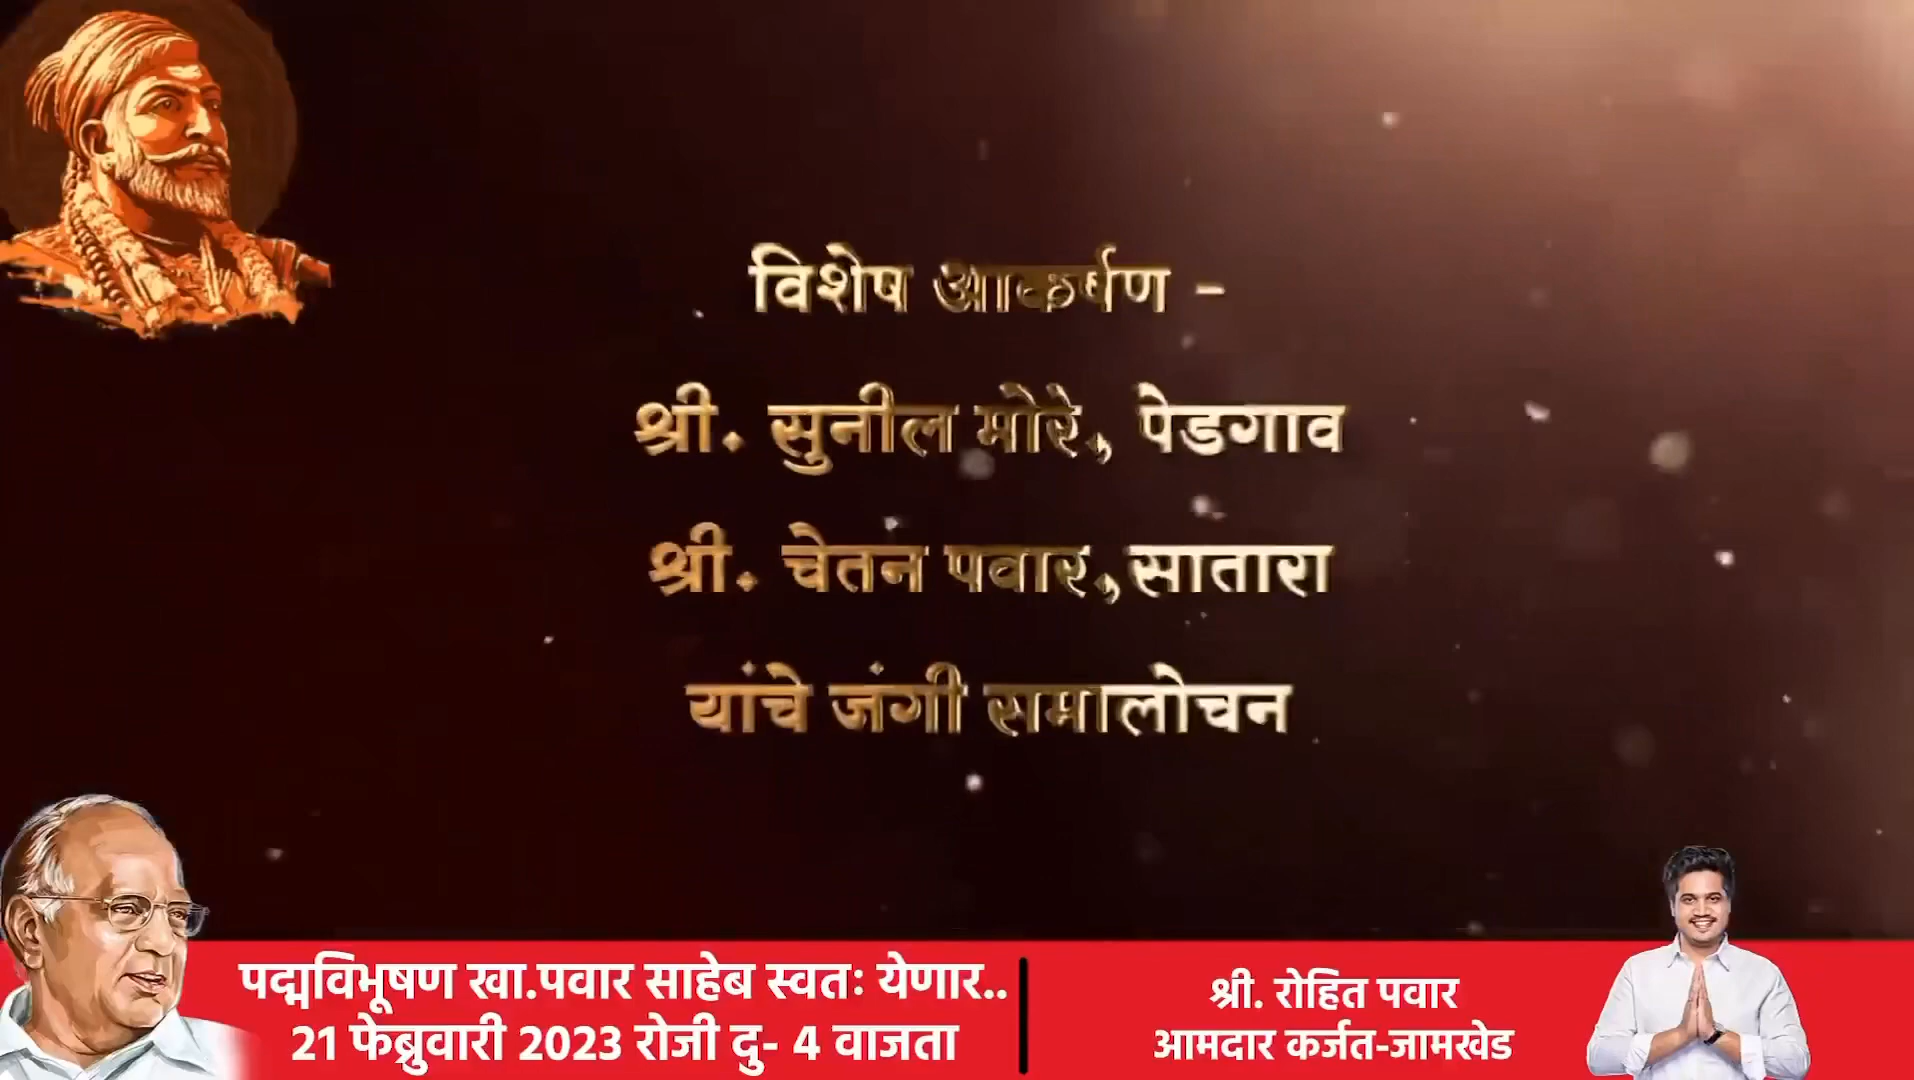 विशेष आकर्षण -
श्री. सुनील मोरे, पेडगाव
श्री. चेतन पवार,सातारा
यांचे जंगी समालोचन
पद्मविभूषण खा.पवार साहेब स्वतः येणार..
21 फेब्रुवारी 2023 रोजी दु- 4 वाजता
श्री. रोहित पवार
आमदार कर्जत-जामखेड